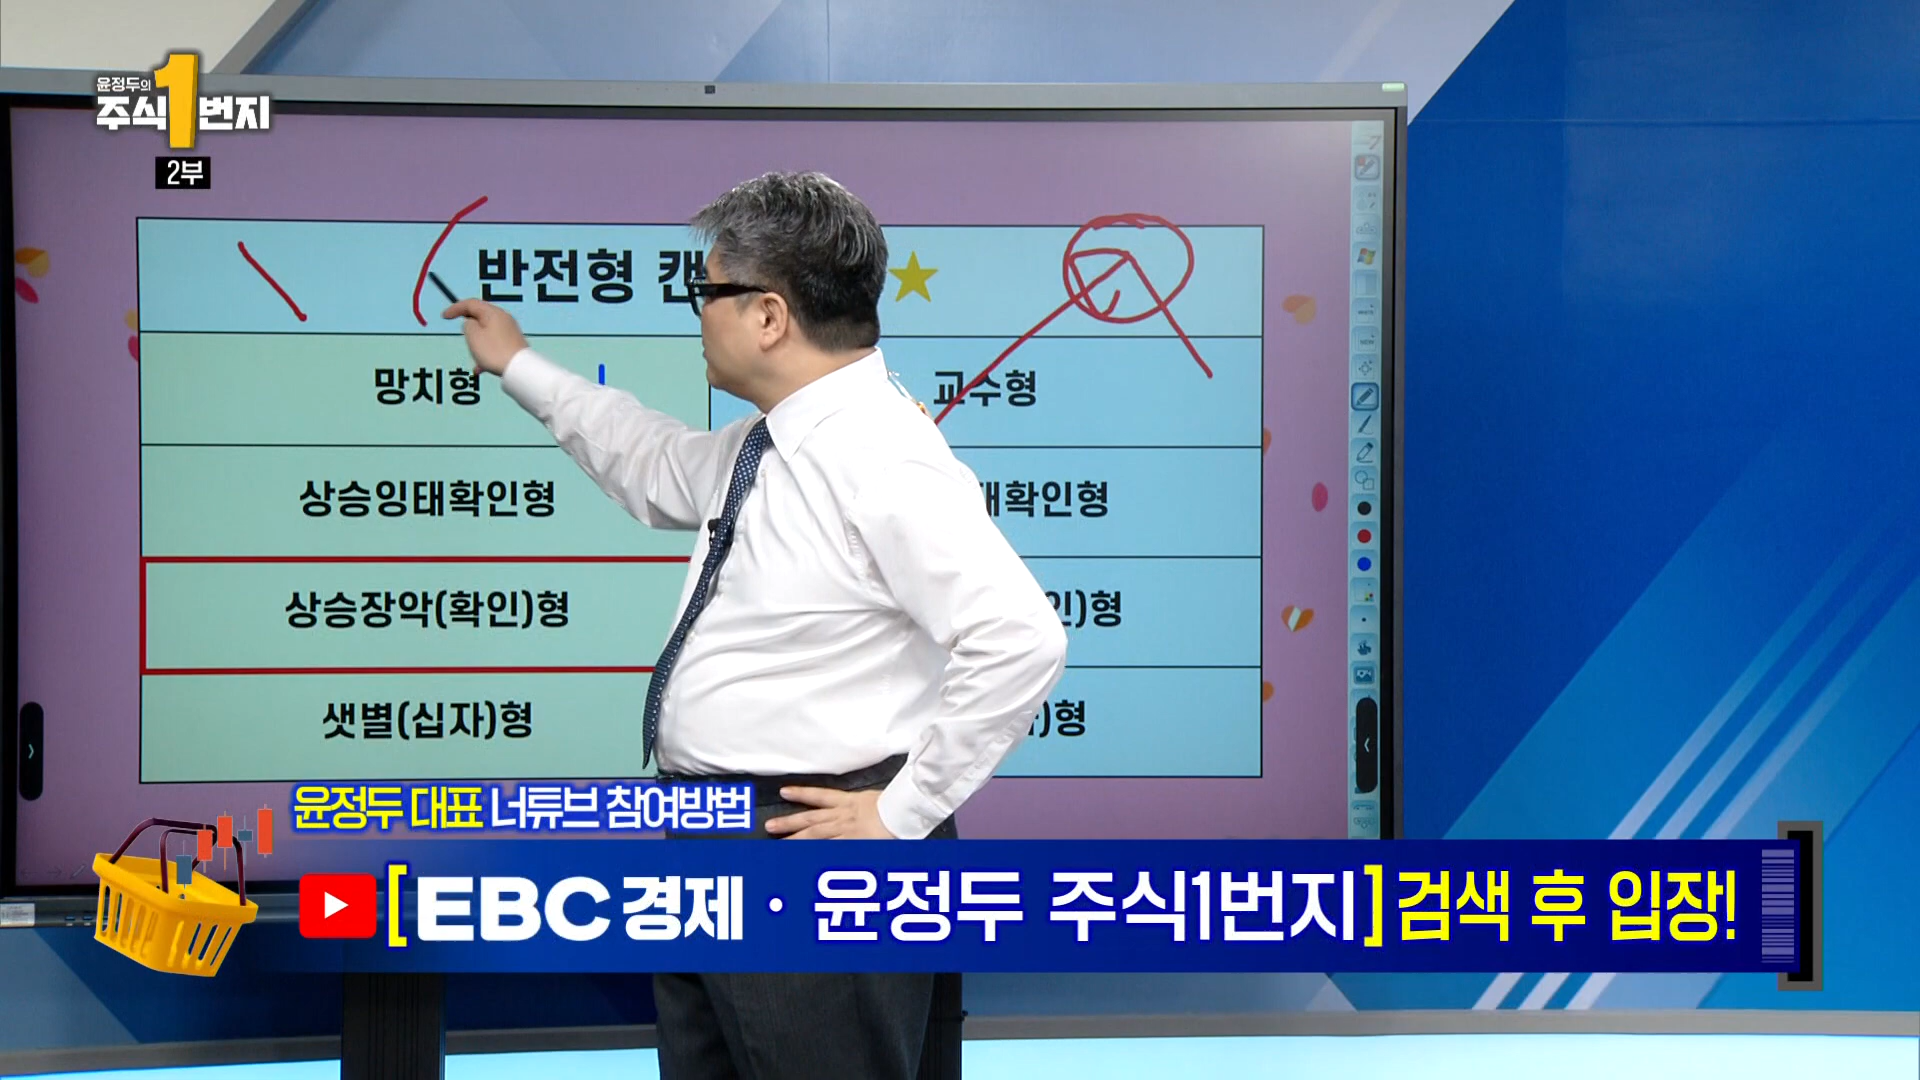 윤정두의
주식1번지
2부
반전형
망치형
교수형
상승잉태확인형
확인형
상승장악(확인)형
인)형
샛별(십자)형
)형
윤정두 대표 너튜브 참여방법
[EBC경제 · 윤정두 주식1번지]검색 후 입장!